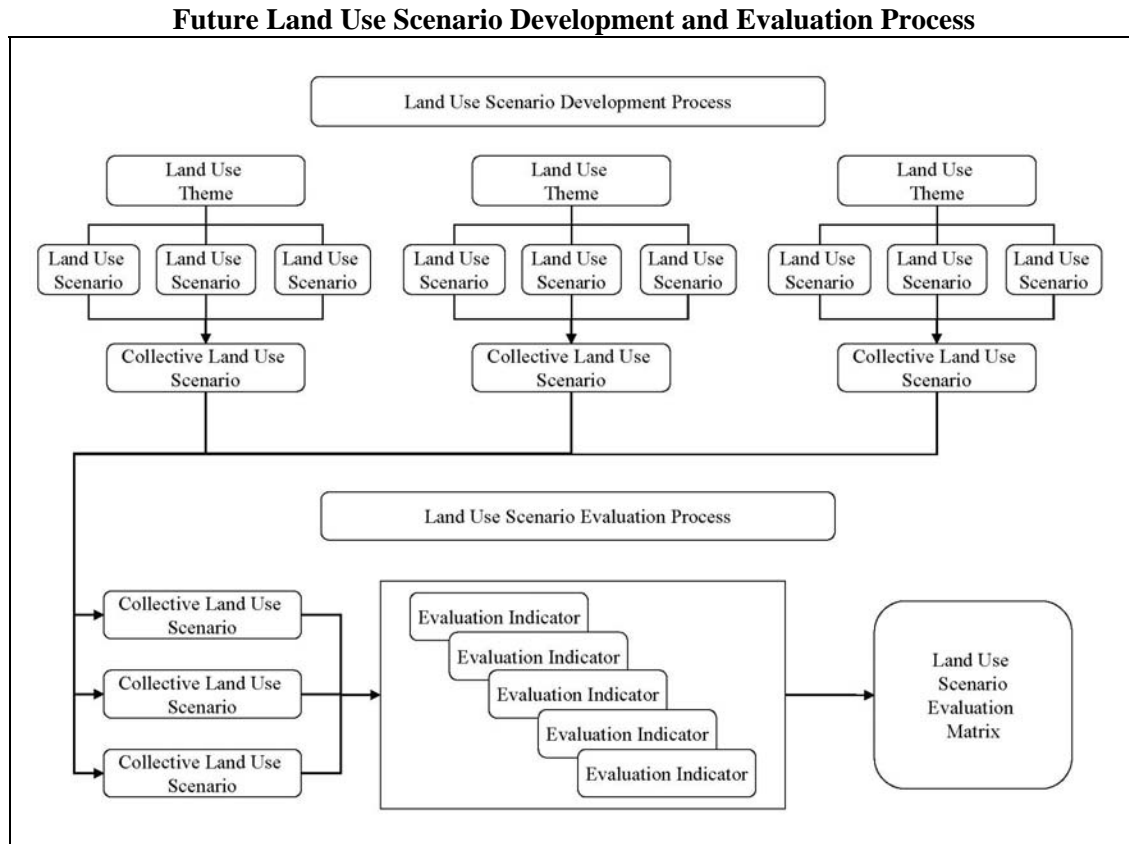 Future Land Use Scenario Development and Evaluation Process
Land Use Scenario Development Process
Land Use
Theme
Land Use
Theme
Land Use
Theme
Land Use
Scenario
Land Use
Scenario
Land Use
Scenario
Land Use
Scenario
Land Use
Scenario
Land Use
Scenario
Land Use
Scenario
Land Use
Scenario
Land Use
Scenario
Collective Land Use
Scenario
Collective Land Use
Scenario
Collective Land Use
Scenario
Land Use Scenario Evaluation Process
Collective Land Use
Scenario
Collective Land Use
Scenario
Collective Land Use
Scenario
Evaluation Indicator
Evaluation Indicator
Evaluation Indicator
Evaluation Indicator
Evaluation Indicator
Land Use
Scenario
Evaluation
Matrix